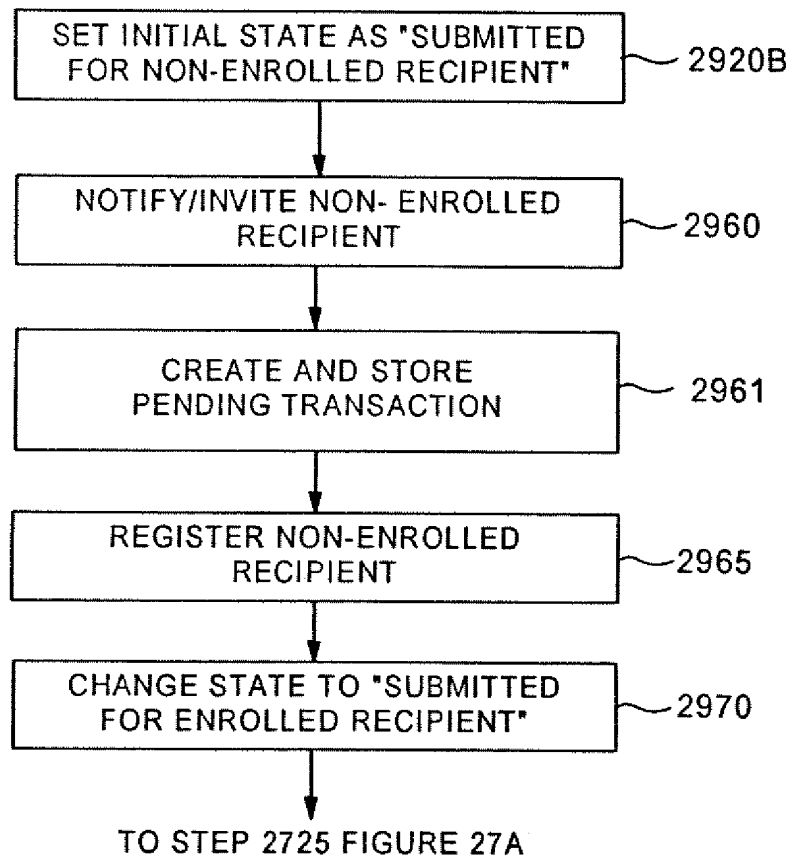 SET INITIAL STATE AS "SUBMITTED
FOR NON-ENROLLED RECIPIENT"
2920B
NOTIFY/INVITE NON- ENROLLED
RECIPIENT
2960
CREATE AND STORE
PENDING TRANSACTION
2961
REGISTER NON-ENROLLED
RECIPIENT
2965
CHANGE STATE TO "SUBMITTED
FOR ENROLLED RECIPIENT"
2970
TO STEP 2725 FIGURE 27A